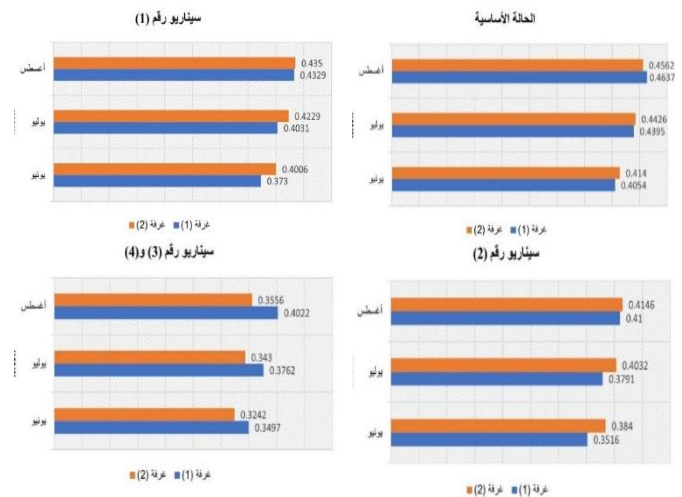 الحالة الأساسية
أغسطس
0.4562
0.4637
يوليو
0.4426
0.4395
يونيو
0.414
0.4054
غرفة (1) غرفة (2)
سيناريو رقم (1)
أغسطس
0.435
0.4329
يوليو
0.4229
0.4031
يونيو
0.4006
0.373
غرفة (1) غرفة (2)
سيناريو رقم (2)
أغسطس
0.4146
0.41
يوليو
0.4032
0.3791
يونيو
0.384
0.3516
غرفة (1) غرفة (2)
سيناريو رقم (3) و(4)
أغسطس
0.3556
0.4022
يوليو
0.343
0.3762
يونيو
0.3242
0.3497
غرفة (1) غرفة (2)